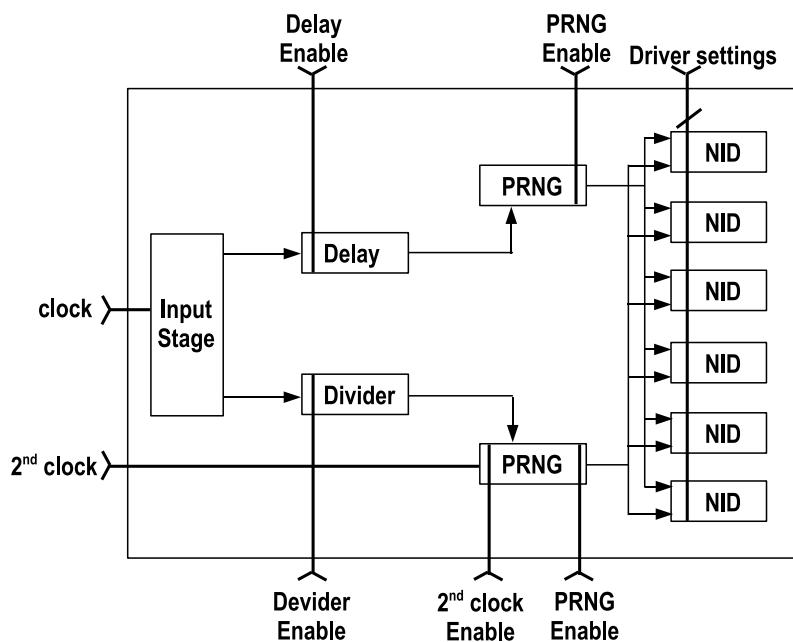 Delay
Enable
PRNG
Enable
Driver settings
NID
PRNG
NID
Delay
clock
Input
Stage
NID
NID
Divider
NID
2nd clock
PRNG
NID
Devider
Enable
2nd clock
Enable
PRNG
Enable